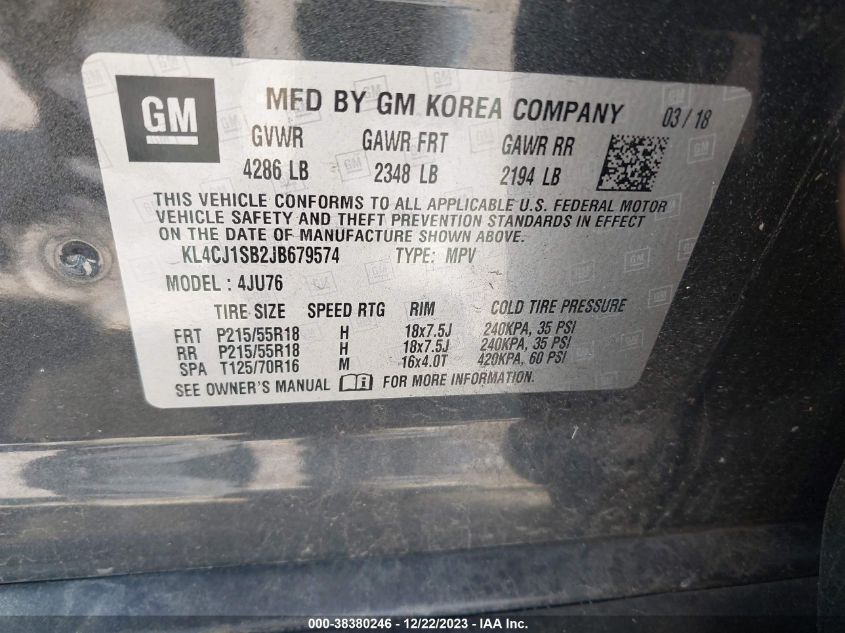 GM
MFD BY GM KOREA COMPANY 03/18
GVWR GAWR FRT GAWR RR
4286 LB 2348 LB 2194 LB
THIS VEHICLE CONFORMS TO ALL APPLICABLE U.S. FEDERAL MOTOR
VEHICLE SAFETY AND THEFT PREVENTION STANDARDS IN EFFECT
ON THE DATE OF MANUFACTURE SHOWN ABOVE.
KL4CJ1SB2JB679574 TYPE: MPV
MODEL: 4JU76
TIRE SIZE SPEED RTG RIM COLD TIRE PRESSURE
FRT P215/55R18 H 18x7.5J 240KPA, 35 PSI
RR P215/55R18 H 18x7.5J 240KPA, 35 PSI
SPA T125/70R16 M 16x4.0T 420KPA, 60 PSI
SEE OWNER'S MANUAL FOR MORE INFORMATION.
000-38380246 - 12/22/2023 - IAA Inc.